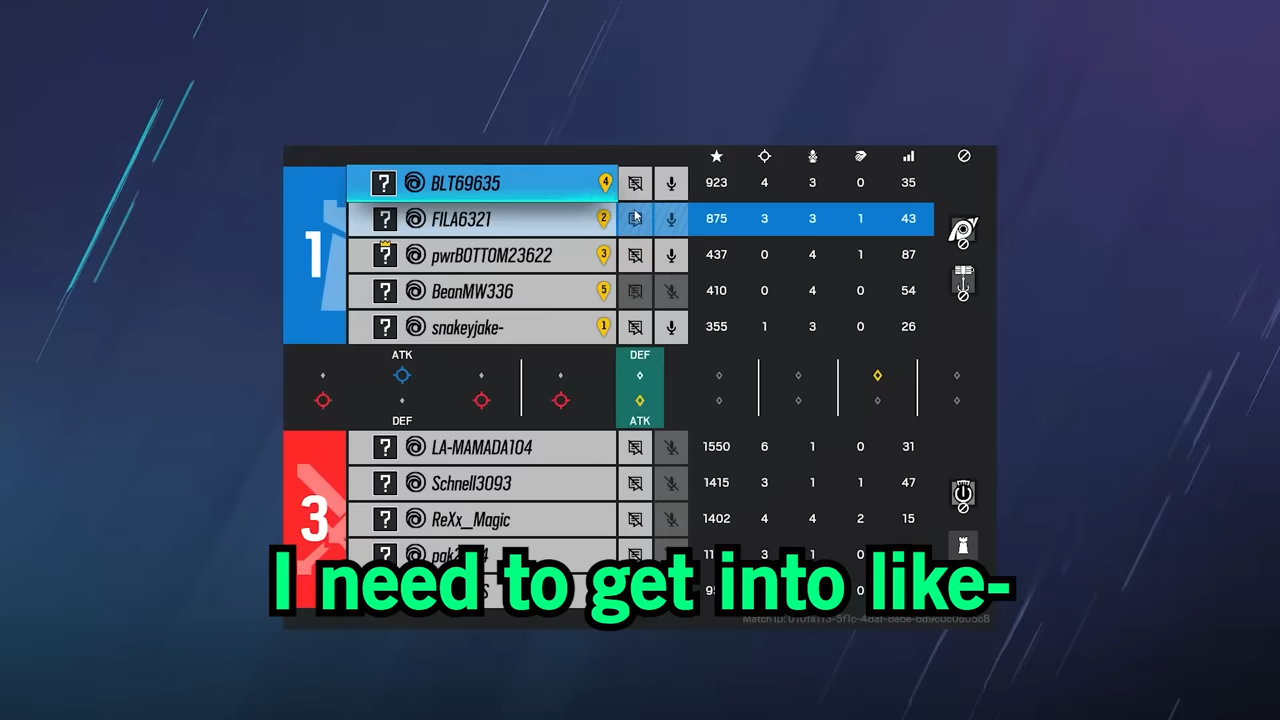 ? BLT69635 4 923 4 3 0 35
1
? FILA6321 2 875 3 3 1 43
? pwrBOTTOM23622 3 437 0 4 1 87
? BeanMW336 5 410 0 4 0 54
? snakeyjake- 1 355 1 3 0 26
ATK DEF
DEF ATK
3
? LA-MAMADA104 1550 6 1 0 31
? Schnell3093 1415 3 1 1 47
? ReXx_Magic 1402 4 4 2 15
? 3 1 0
I need to get into like-